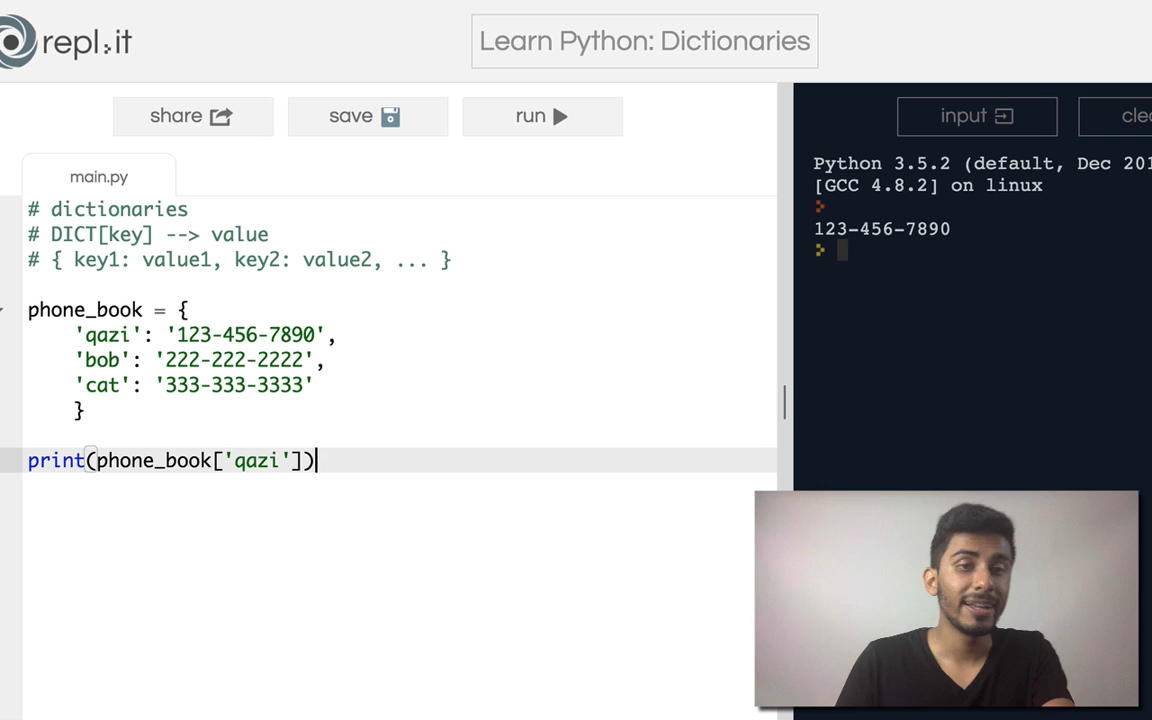 repl.it
Learn Python: Dictionaries
share
save
run
input
main.py
Python 3.5.2 (default, Dec
[GCC 4.8.2] on linux
123-456-7890
# dictionaries
# DICT[key] --> value
# { key1: value1, key2: value2, ... }
phone_book = {
'qazi': '123-456-7890',
'bob': '222-222-2222',
'cat': '333-333-3333'
}
print(phone_book['qazi'])